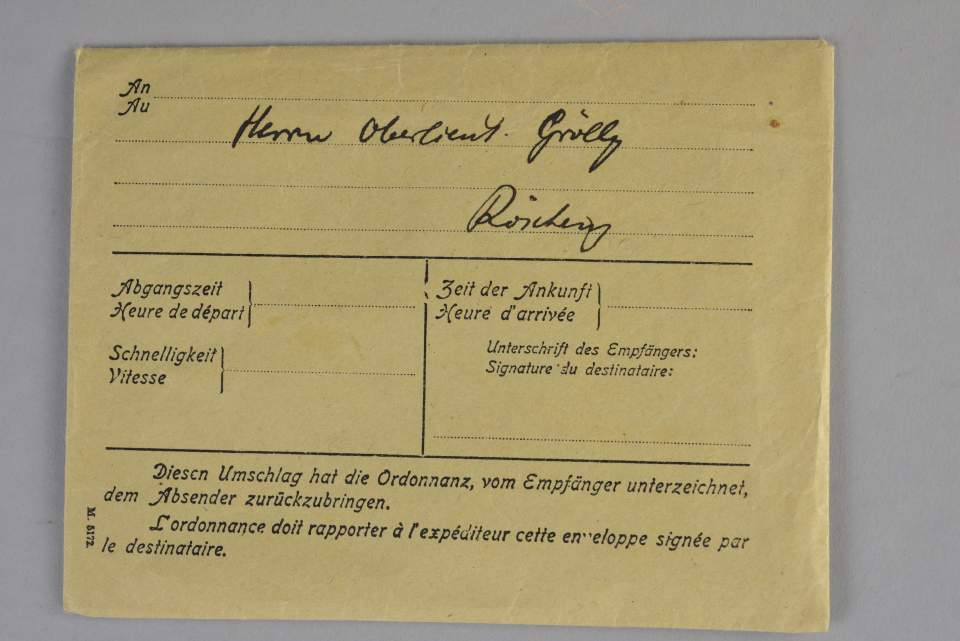 An
Au
Herrn Oberlieut. Grölly
Röschenz
Abgangszeit
Heure de départ
Zeit der Ankunft
Heure d'arrivée
Schnelligkeit
Vitesse
Unterschrift des Empfängers:
Signature du destinataire:
Diesen Umschlag hat die Ordonnanz, vom Empfänger unterzeichnet,
dem Absender zurückzubringen.
L'ordonnance doit rapporter à l'expéditeur cette enveloppe signée par
le destinataire.
M. 5172